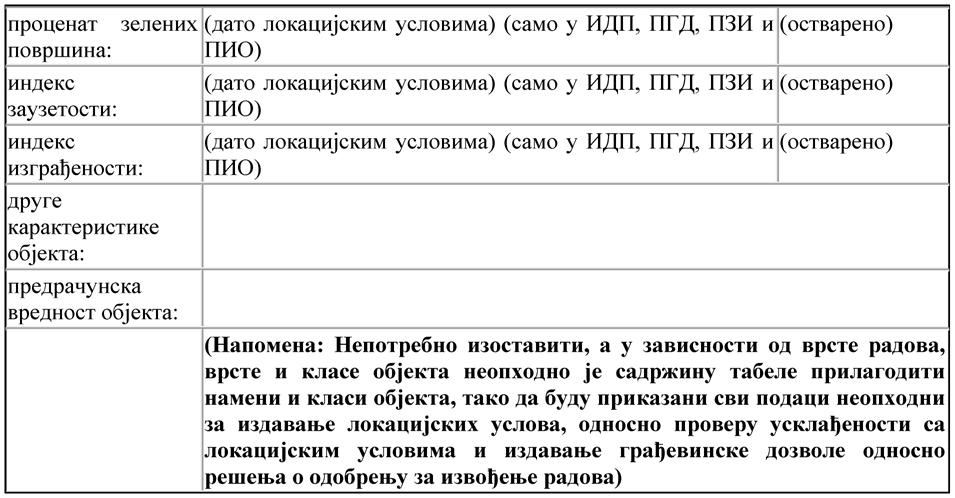 проценат зелених (дато локацијским условима) (само у ИДП, ПГД, ПЗИ и (остварено)
површина: ПИО)
индекс (дато локацијским условима) (само у ИДП, ПГД, ПЗИ и (остварено)
заузетости: ПИО)
индекс (дато локацијским условима) (само у ИДП, ПГД, ПЗИ и (остварено)
изграђености: ПИО)
друге
карактеристике
објекта:
предрачунска
вредност објекта:
(Напомена: Непотребно изоставити, а у зависности од врсте радова,
врсте и класе објекта неопходно је садржину табеле прилагодити
намени и класи објекта, тако да буду приказани сви подаци неопходни
за издавање локацијских услова, односно проверу усклађености са
локацијским условима и издавање грађевинске дозволе односно
решења о одобрењу за извођење радова)